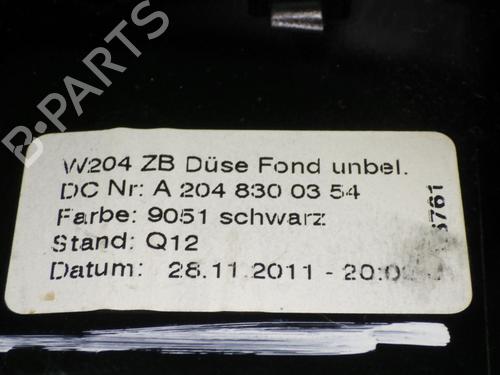 W204 ZB Düse Fond unbel.
DC Nr: A 204 830 03 54
Farbe: 9051 schwarz
Stand: Q12
Datum: 28.11.2011 - 20:0
B-PARTS